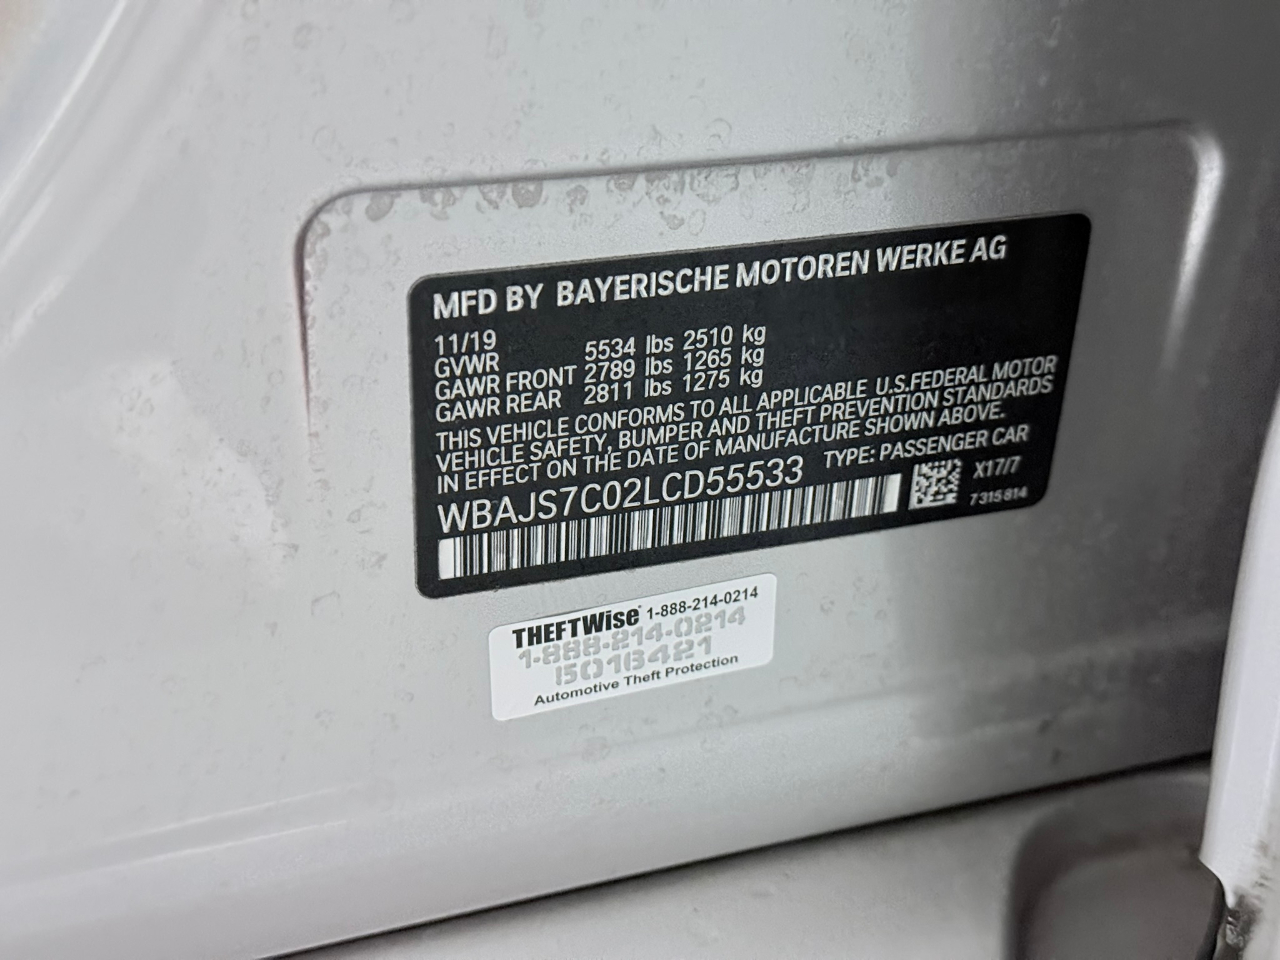 MFD BY BAYERISCHE MOTOREN WERKE AG
11/19
GVWR 5534 lbs 2510 kg
GAWR FRONT 2789 lbs 1265 kg
GAWR REAR 2811 lbs 1275 kg
THIS VEHICLE CONFORMS TO ALL APPLICABLE U.S.FEDERAL MOTOR
VEHICLE SAFETY, BUMPER AND THEFT PREVENTION STANDARDS
IN EFFECT ON THE DATE OF MANUFACTURE SHOWN ABOVE.
WBAJS7C02LCD55533 TYPE: PASSENGER CAR
X17/7
7315814
THEFTWise 1-888-214-0214
1-888-214-0214
15016421
Automotive Theft Protection